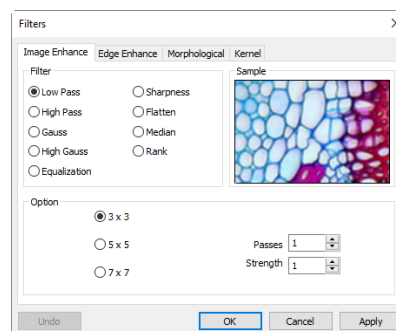 Filters
Image Enhance Edge Enhance Morphological Kernel
Filter Sample
Low Pass Sharpness
High Pass Flatten
Gauss Median
High Gauss Rank
Equalization
Option
3 x 3
5 x 5 Passes 1
Strength 1
7 x 7
Undo OK Cancel Apply